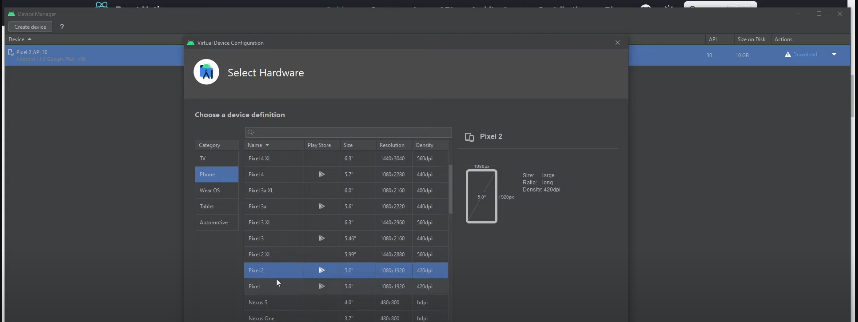 Device Manager
Create device ?
Device API Size on Disk Actions
Pixel 2 API 30 30 Download
Virtual Device Configuration
Select Hardware
Choose a device definition
Category Name Play Store Size Resolution Density
TV Pixel 4 XL 6.3" 1440x3040 560dpi
Phone Pixel 4 5.7" 1080x2280 440dpi
Wear OS Pixel 3a XL 6.0" 1080x2160 400dpi
Tablet Pixel 3a 5.6" 1080x2220 440dpi
Automotive Pixel 3 XL 6.3" 1440x2960 560dpi
Pixel 3 5.46" 1080x2160 440dpi
Pixel 2 XL 5.99" 1440x2880 560dpi
Pixel 2 5.0" 1080x1920 420dpi
Pixel 5.0" 1080x1920 420dpi
Nexus S 4.0" 480x800 hdpi
Nexus One 3.7" 480x800 hdpi
Pixel 2
1080px
5.0"
1920px
Size: large
Ratio: long
Density: 420dpi